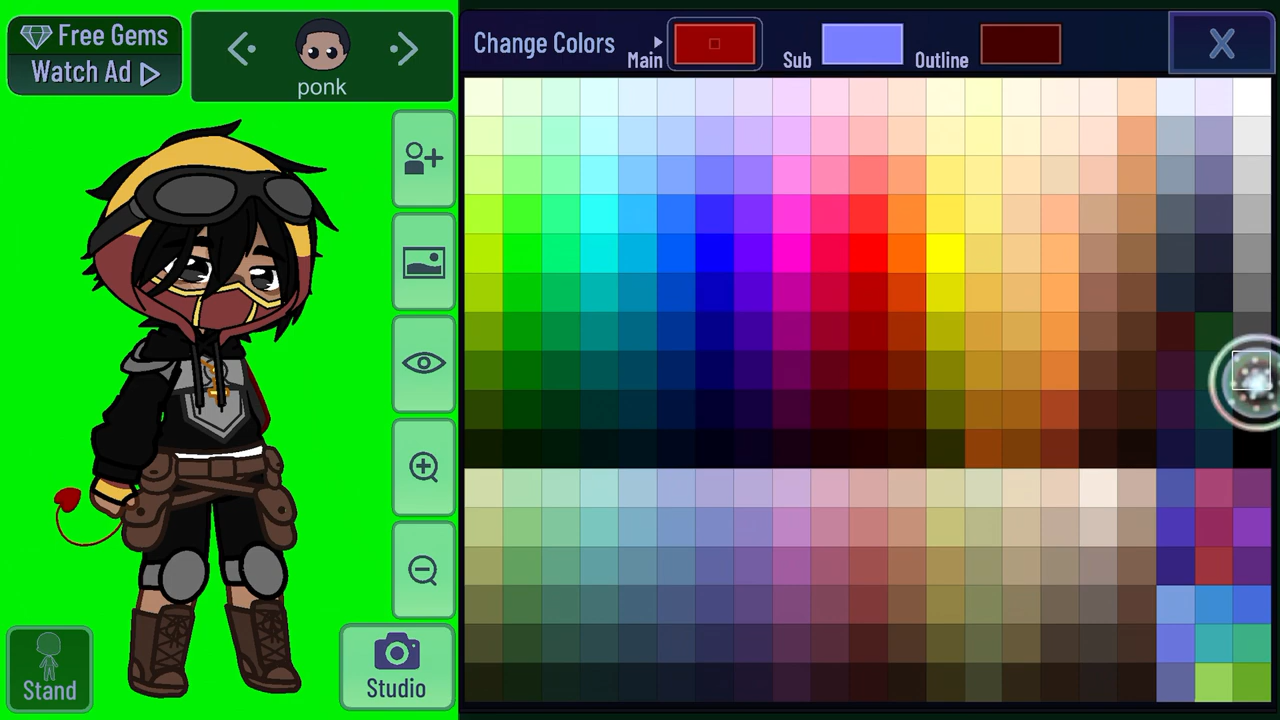 Free Gems
Watch Ad
ponk
Change Colors
Main
Sub
Outline
X
Stand
Studio